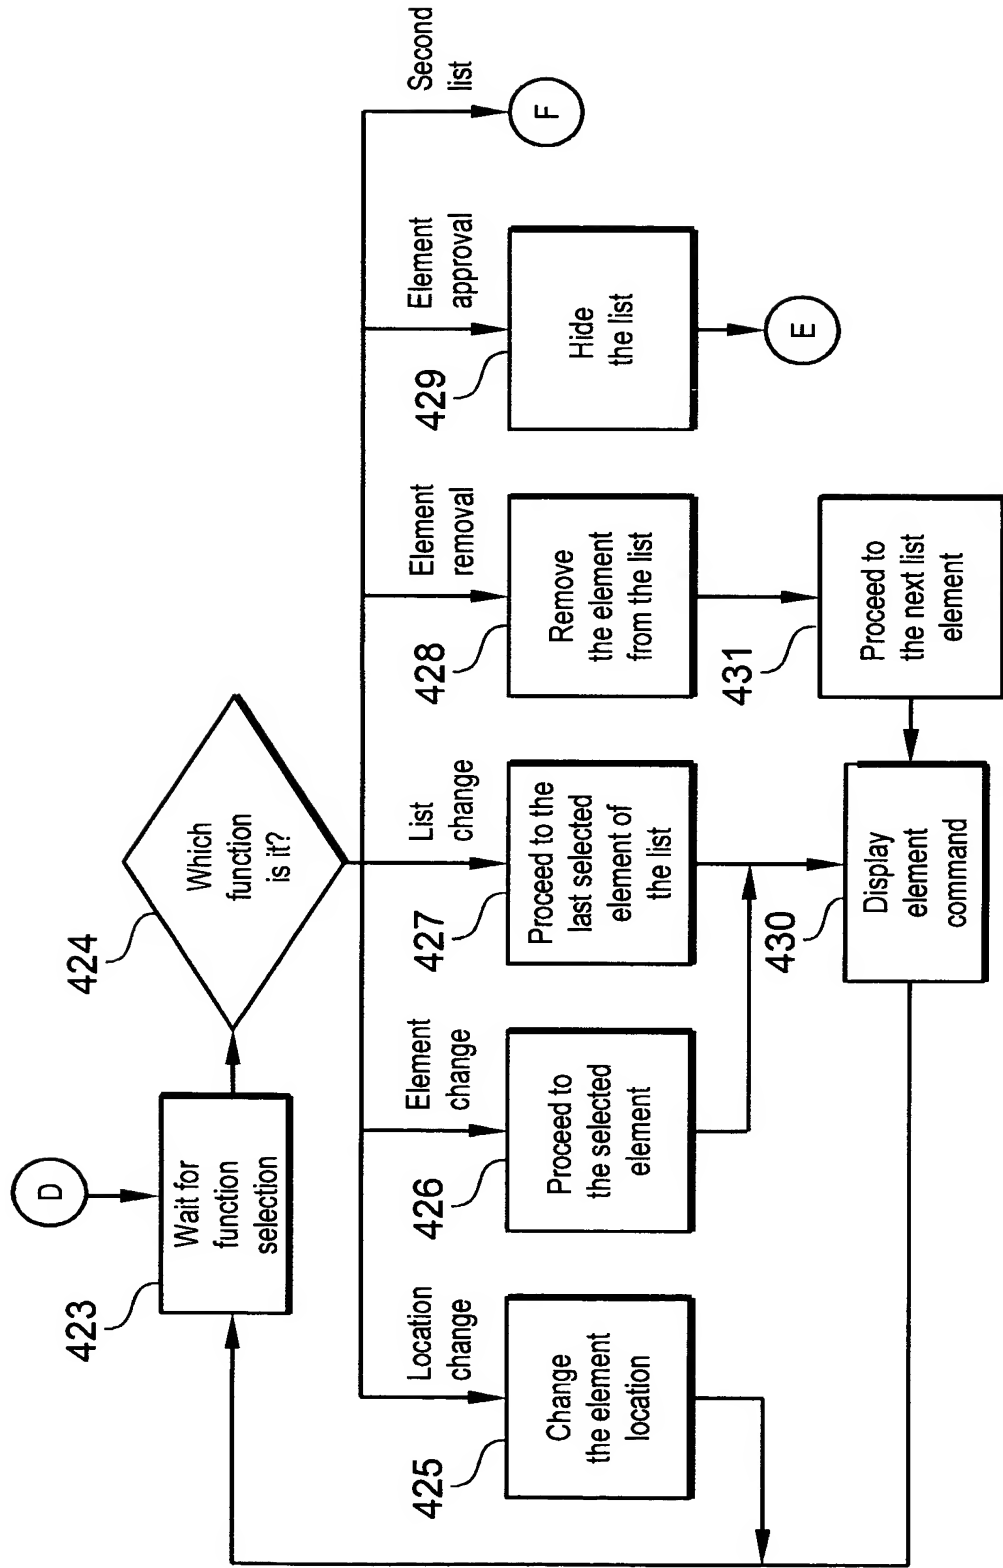 D
423
Wait for
function
selection
424
Which
function
is it?
Location
change
Element
change
List
change
Element
removal
Element
approval
Second
list
425
Change
the element
location
426
Proceed to
the selected
element
427
Proceed to the
last selected
element of
the list
428
Remove
the element
from the list
429
Hide
the list
F
E
430
Display
element
command
431
Proceed to
the next list
element